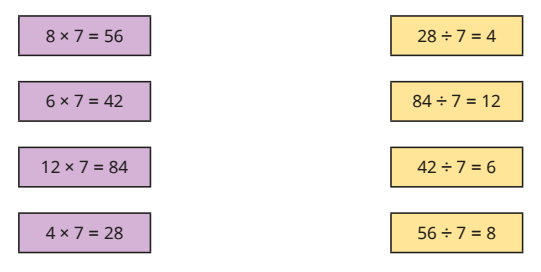 8 × 7 = 56
28 ÷ 7 = 4
6 × 7 = 42
84 ÷ 7 = 12
12 × 7 = 84
42 ÷ 7 = 6
4 × 7 = 28
56 ÷ 7 = 8